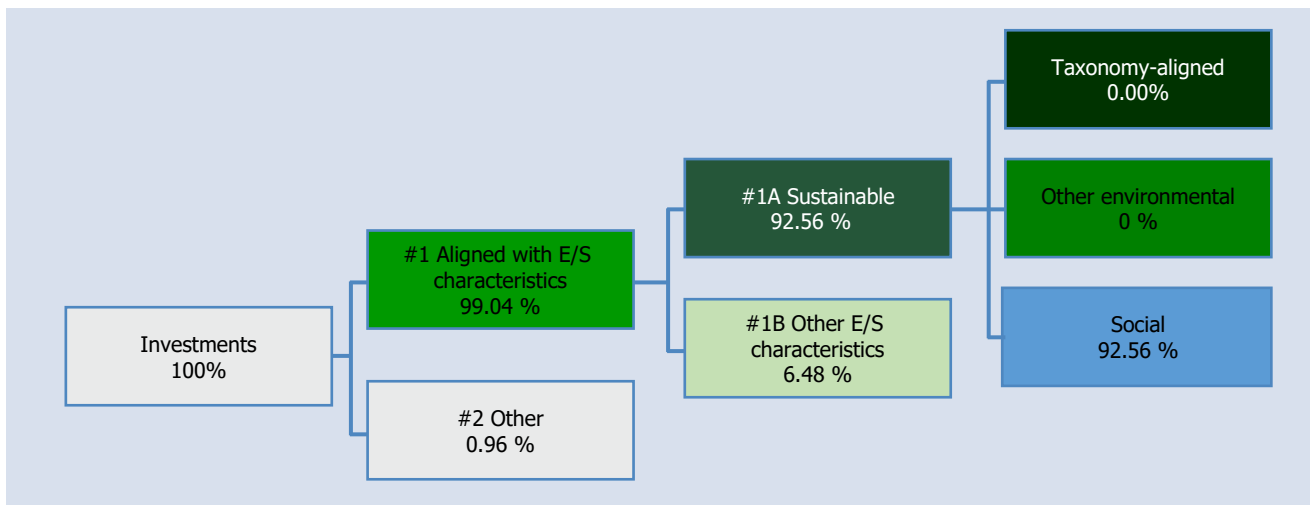 Investments
100%
#1 Aligned with E/S
characteristics
99.04 %
#2 Other
0.96 %
#1A Sustainable
92.56 %
#1B Other E/S
characteristics
6.48 %
Taxonomy-aligned
0.00%
Other environmental
0 %
Social
92.56 %